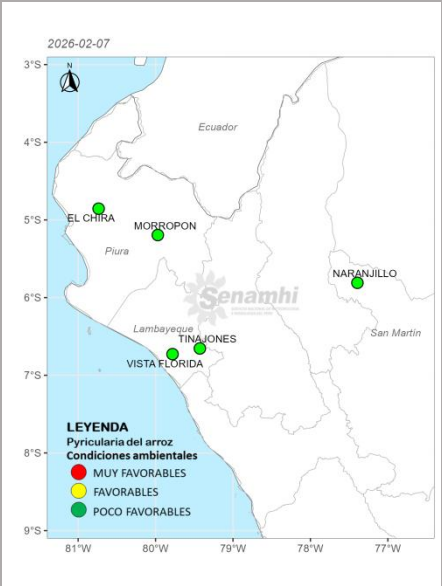 2026-02-07
3°S
N
4°S
Ecuador
5°S
EL CHIRA
MORROPON
Piura
NARANJILLO
6°S
Senamhi
Lambayeque
TINAJONES
San Martín
VISTA FLORIDA
7°S
LEYENDA
Pyricularia del arroz
Condiciones ambientales
MUY FAVORABLES
8°S
FAVORABLES
POCO FAVORABLES
9°S
81°W 80°W 79°W 78°W 77°W